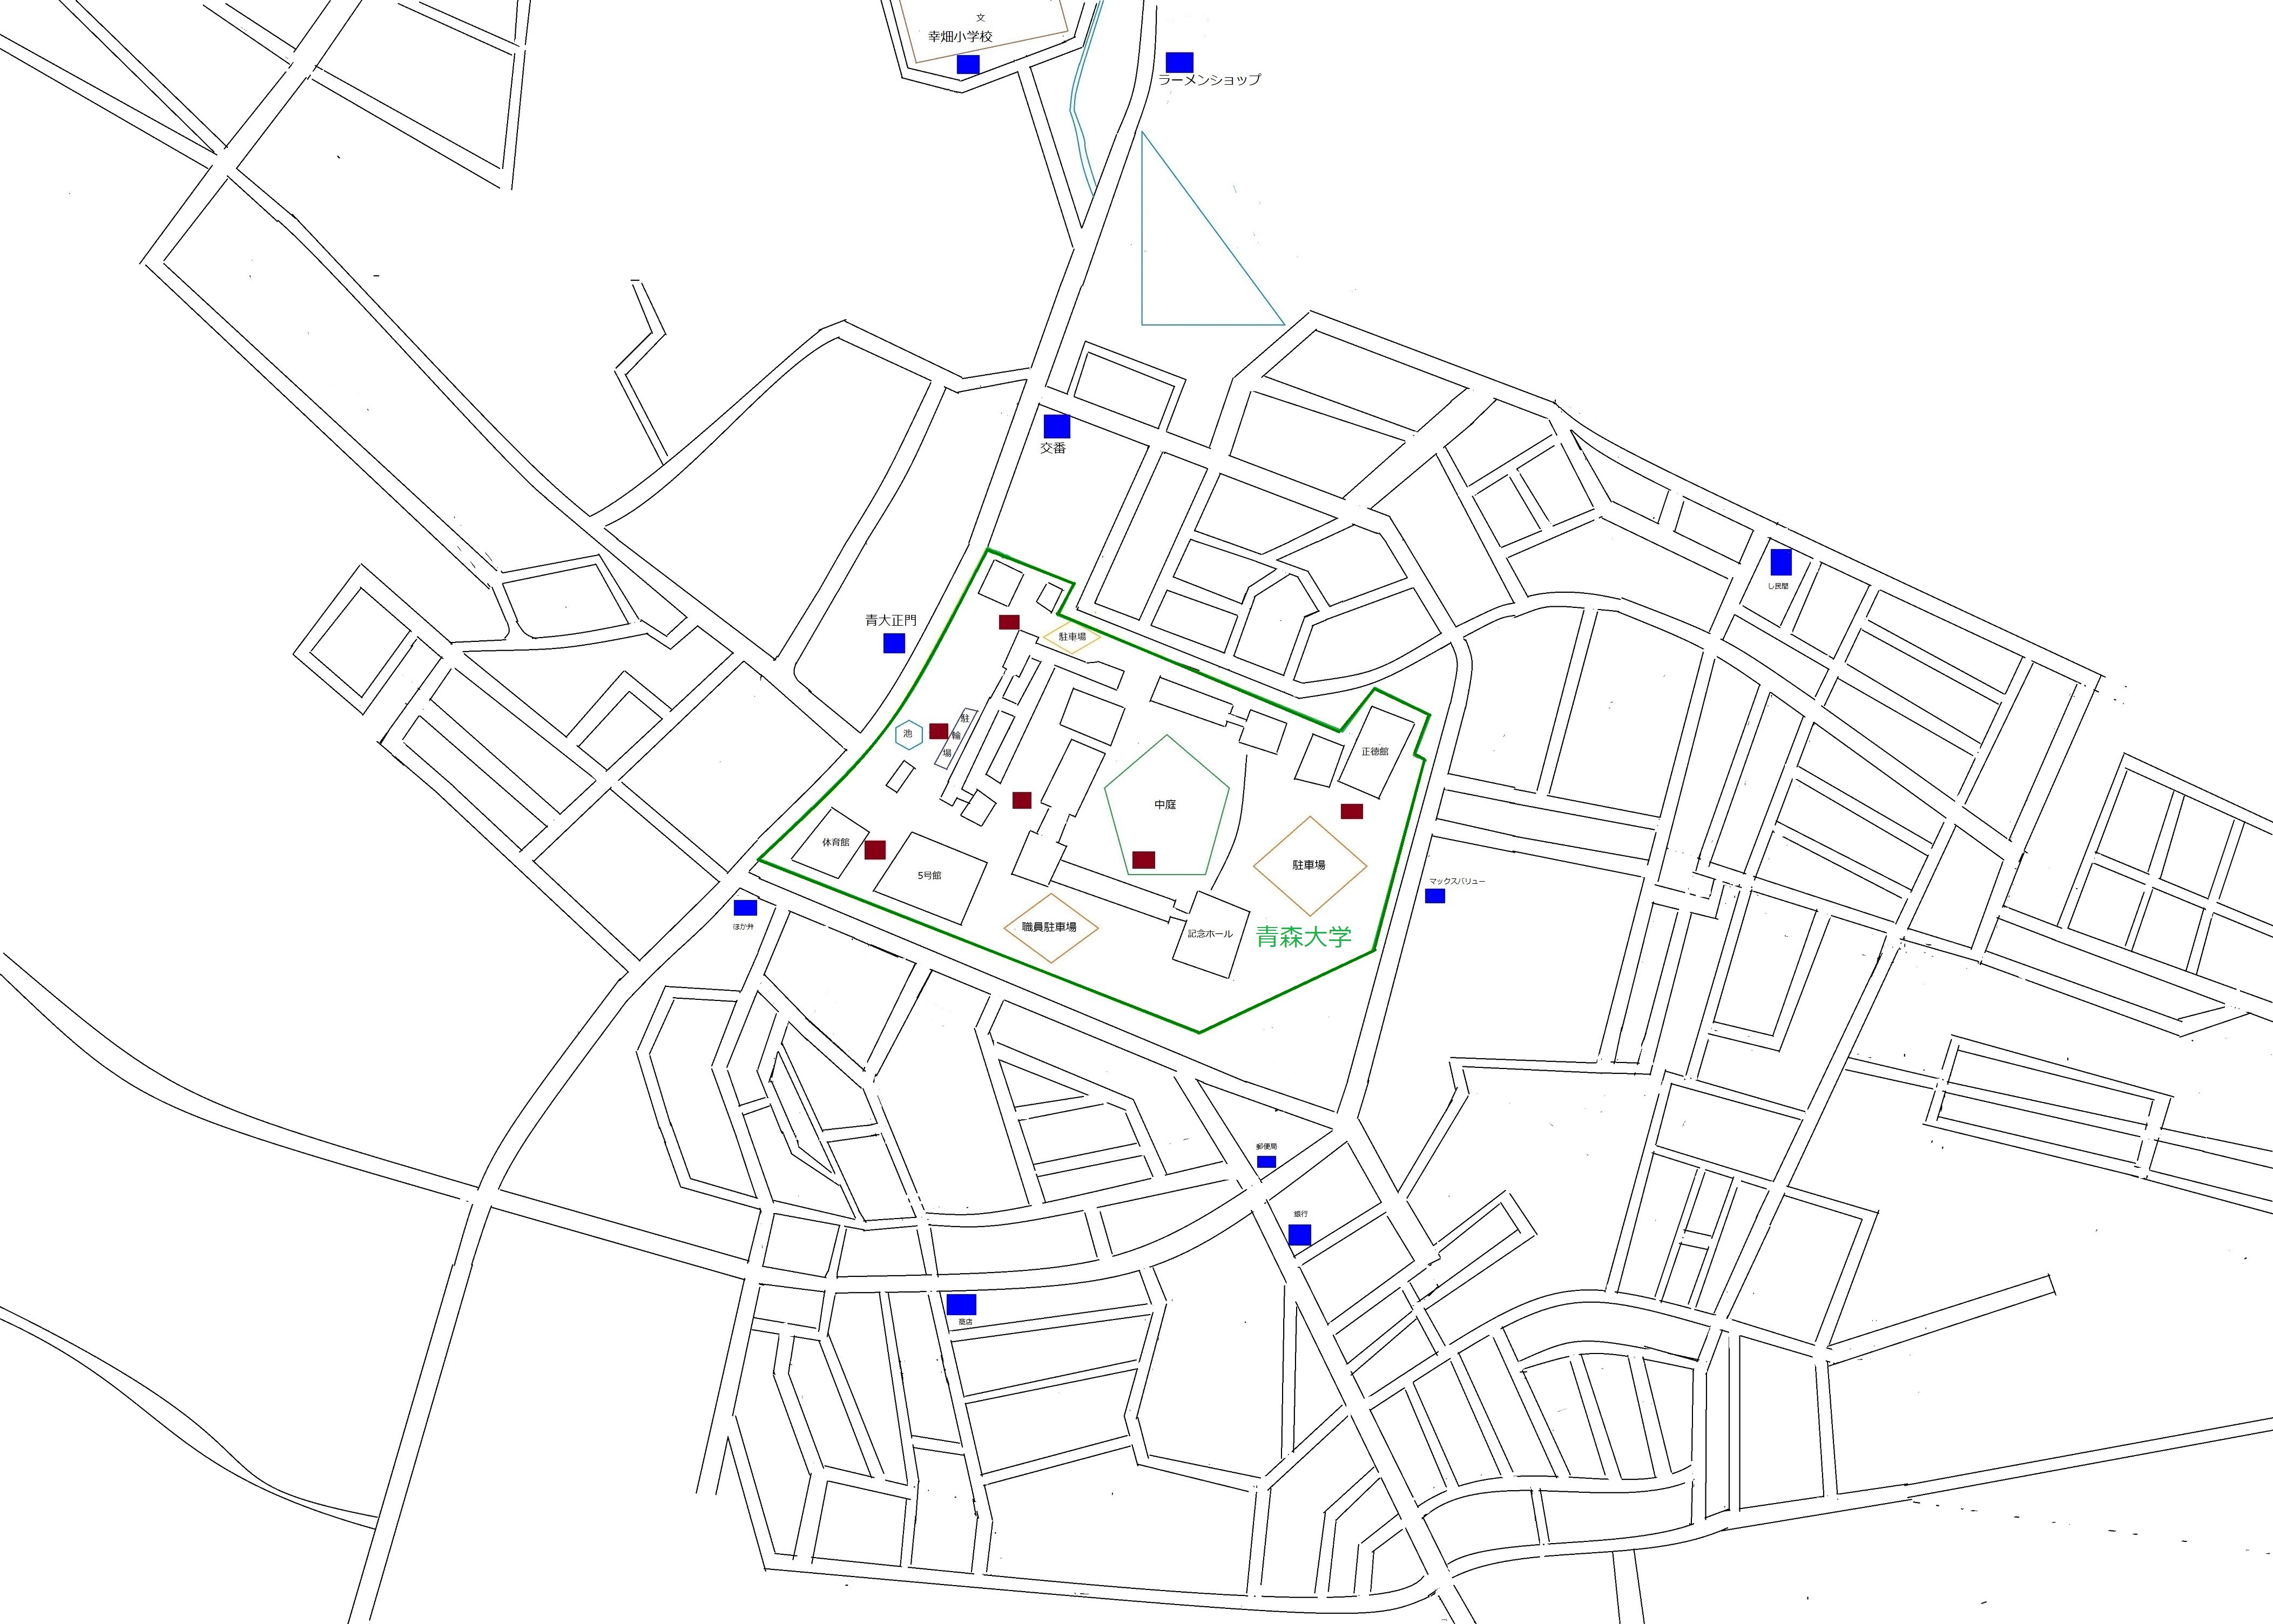 文
幸畑小学校
ラーメンショップ
交番
し民間
青大正門
駐車場
池
駐
輪
場
正徳館
中庭
体育館
5号館
駐車場
マックスバリュー
ほか弁
職員駐車場
記念ホール
青森大学
郵便局
銀行
商店